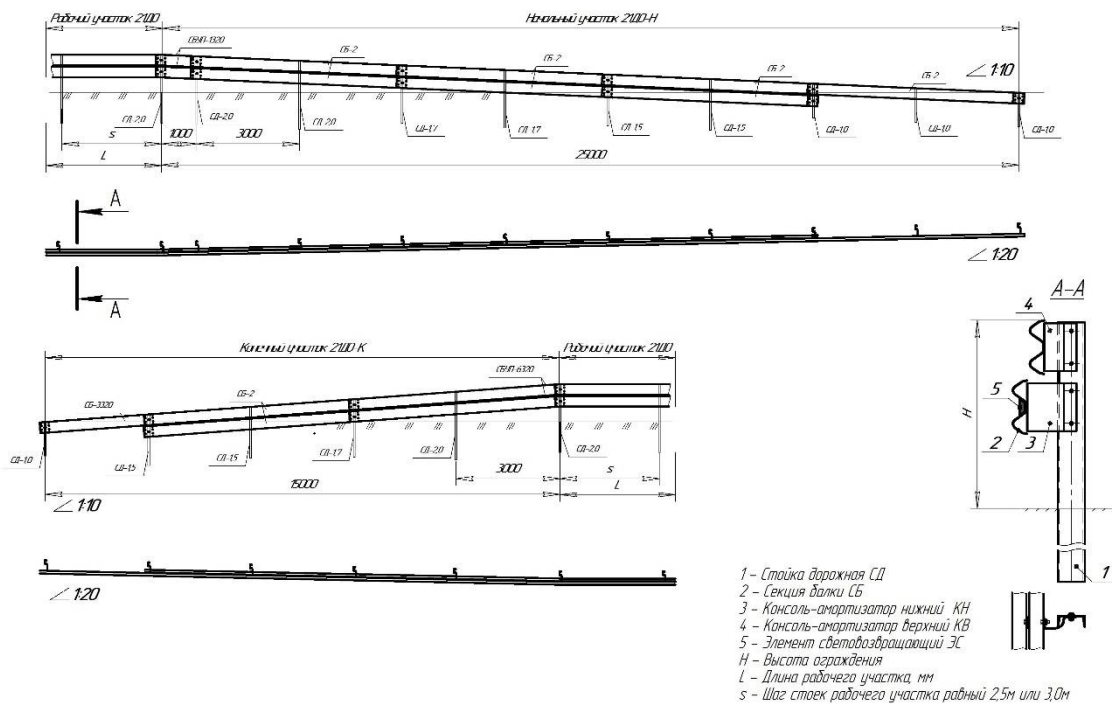 Рабочий участок 21ДО
Начальный участок 21ДО-Н
СБУП-1320
СБ-2
СБ-2
СБ-2
СБ-2
1:10
СД-2.0
СД-2.0
СД-2.0
СД-1.7
СД-1.7
СД-1.5
СД-1.5
СД-1.0
СД-1.0
СД-1.0
s
1000
3000
L
25000
А
А
1:20
Конечный участок 21ДО-К
Рабочий участок 21ДО
СБ-3320
СБ-2
СБУП-6320
СД-1.0
СД-1.5
СД-1.5
СД-1.7
СД-2.0
СД-2.0
3000
s
15000
L
1:10
1:20
А-А
4
H
5
2
3
1
1 - Стойка дорожная СД
2 - Секция балки СБ
3 - Консоль-амортизатор нижний КН
4 - Консоль-амортизатор верхний КВ
5 - Элемент световозвращающий ЭС
H - Высота ограждения
L - Длина рабочего участка, мм
s - Шаг стоек рабочего участка равный 2,5м или 3,0м